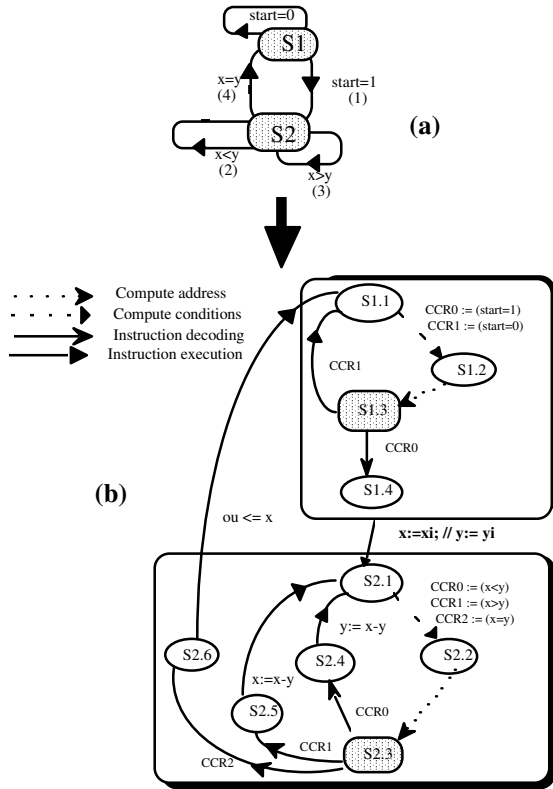 start=0
S1
x=y
(4)
start=1
(1)
S2
(a)
x<y
(2)
x>y
(3)
Compute address
Compute conditions
Instruction decoding
Instruction execution
S1.1
CCR0 := (start=1)
CCR1 := (start=0)
CCR1
S1.2
S1.3
CCR0
(b)
S1.4
ou <= x
x:=xi; // y:= yi
S2.1
CCR0 := (x<y)
CCR1 := (x>y)
CCR2 := (x=y)
y:= x-y
S2.6
S2.4
S2.2
x:=x-y
S2.5
CCR0
CCR1
S2.3
CCR2